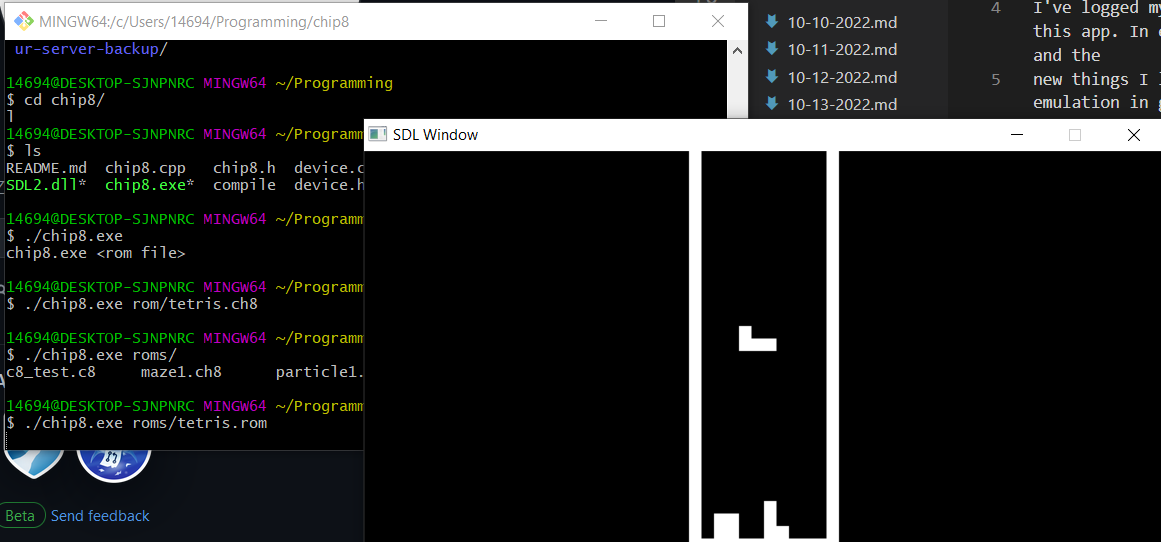 MINGW64:/c/Users/14694/Programming/chip8
ur-server-backup/
14694@DESKTOP-SJNPNRC MINGW64 ~/Programming
$ cd chip8/
l
14694@DESKTOP-SJNPNRC MINGW64 ~/Programm
$ ls
README.md chip8.cpp chip8.h device.c
SDL2.dll* chip8.exe* compile device.h
14694@DESKTOP-SJNPNRC MINGW64 ~/Programm
$ ./chip8.exe
chip8.exe <rom file>
14694@DESKTOP-SJNPNRC MINGW64 ~/Programm
$ ./chip8.exe rom/tetris.ch8
14694@DESKTOP-SJNPNRC MINGW64 ~/Programm
$ ./chip8.exe roms/
c8_test.c8 maze1.ch8 particle1.
14694@DESKTOP-SJNPNRC MINGW64 ~/Programm
$ ./chip8.exe roms/tetris.rom
Beta Send feedback
SDL Window
10-10-2022.md
10-11-2022.md
10-12-2022.md
10-13-2022.md
4 I've logged my
this app. In
and the
5 new things I
emulation in